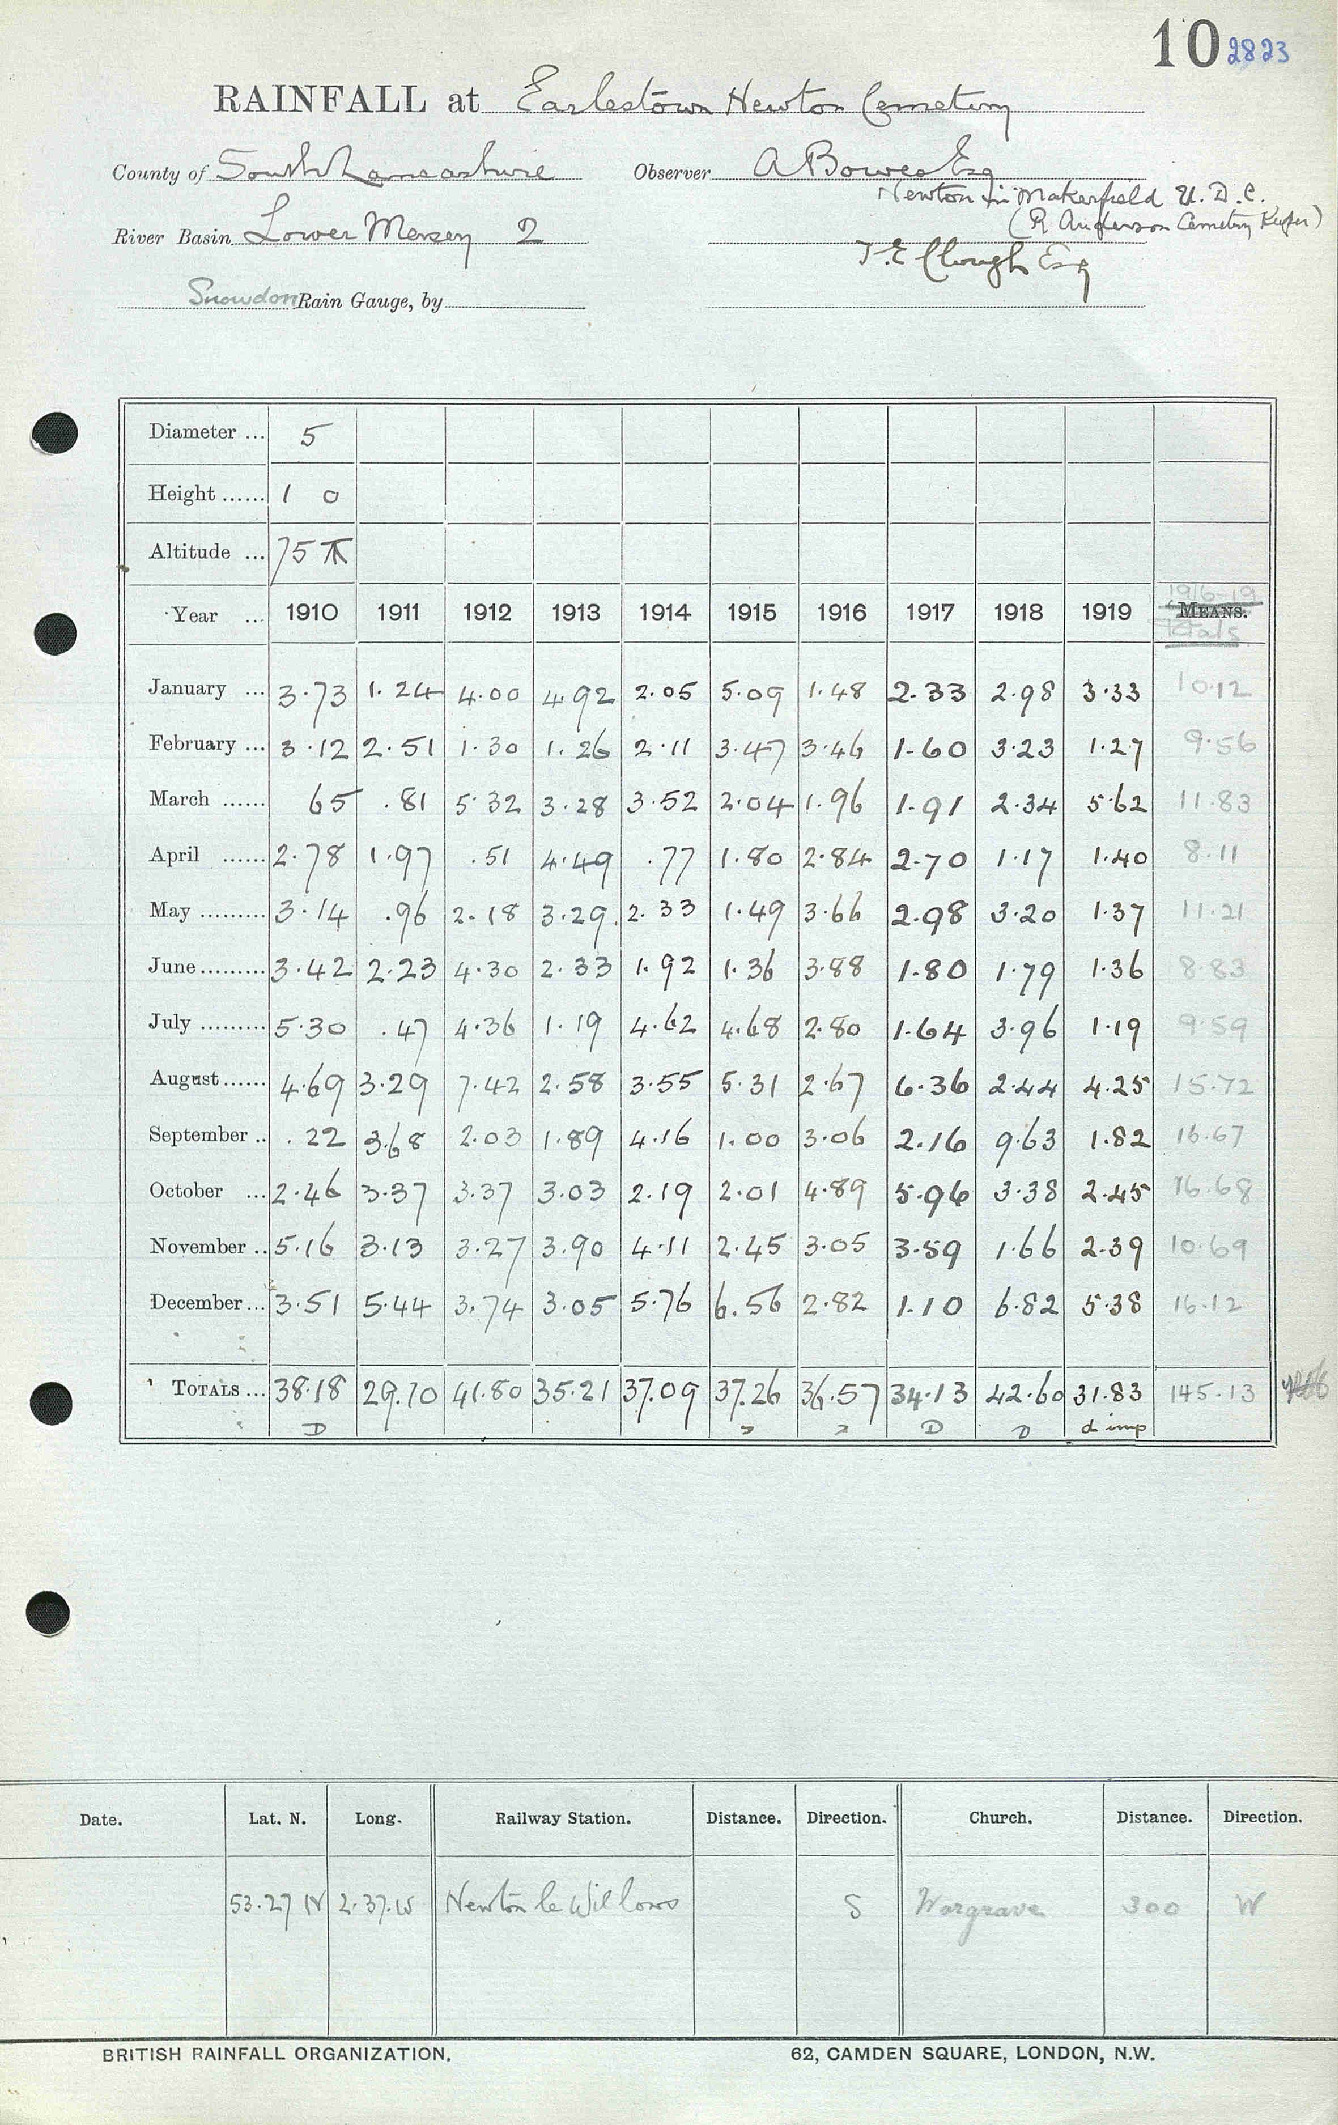 10 2823
RAINFALL at Earlestown Newton Cemetery
County of South Lancashire Observer A Bowes Esq
Newton in Makerfield U.D.C.
(R Anderson Cemetery Keeper)
River Basin Lower Mersey 2
T.E Clough Esq
Snowdon Rain Gauge, by
Diameter ... 5
Height ...... 1 0
Altitude ... 75 ft
1916-19
Year ... 1910 1911 1912 1913 1914 1915 1916 1917 1918 1919 MEANS.
Totals
January ... 3.73 1.24 4.00 4.92 2.05 5.09 1.48 2.33 2.98 3.33 10.12
February ... 3.12 2.51 1.30 1.26 2.11 3.47 3.46 1.60 3.23 1.27 9.56
March ...... 65 .81 5.32 3.28 3.52 2.04 1.96 1.91 2.34 5.62 11.83
April ...... 2.78 1.97 .51 4.49 .77 1.80 2.84 2.70 1.17 1.40 8.11
May ......... 3.14 .96 2.18 3.29 2.33 1.49 3.66 2.98 3.20 1.37 11.21
June ......... 3.42 2.23 4.30 2.33 1.92 1.36 3.88 1.80 1.79 1.36 8.83
July ......... 5.30 .47 4.36 1.19 4.62 4.68 2.80 1.64 3.96 1.19 9.59
August ...... 4.69 3.29 7.42 2.58 3.55 5.31 2.67 6.36 2.44 4.25 15.72
September .. .22 3.68 2.03 1.89 4.16 1.00 3.06 2.16 9.63 1.82 16.67
October ... 2.46 3.37 3.37 3.03 2.19 2.01 4.89 5.96 3.38 2.45 16.68
November .. 5.16 3.13 3.27 3.90 4.11 2.45 3.05 3.59 1.66 2.39 10.69
December ... 3.51 5.44 3.74 3.05 5.76 6.56 2.82 1.10 6.82 5.38 16.12
TOTALS ... 38.18 29.10 41.80 35.21 37.09 37.26 36.57 34.13 42.60 31.83 145.13
D D D d imp
Date. Lat. N. Long. Railway Station. Distance. Direction. Church. Distance. Direction.
53.27 N 2.37.W Newton le Willows S Wargrave 300 W
BRITISH RAINFALL ORGANIZATION, 62, CAMDEN SQUARE, LONDON, N.W.